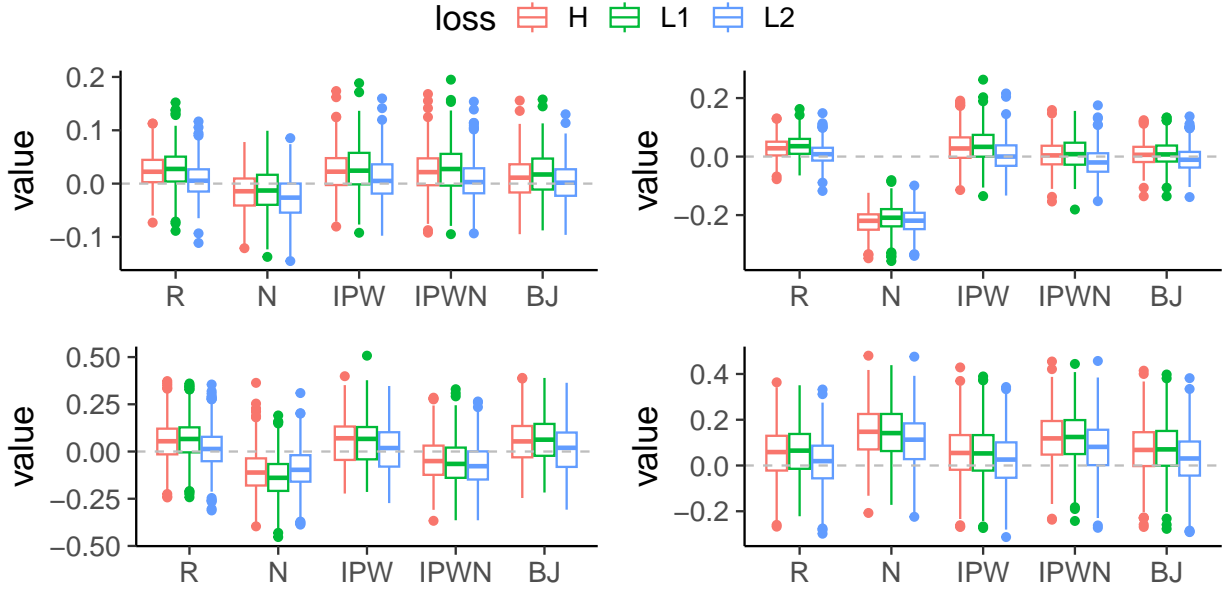 loss H L1 L2
value
0.2
0.1
0.0
−0.1
R N IPW IPWN BJ
value
0.2
0.0
−0.2
R N IPW IPWN BJ
value
0.50
0.25
0.00
−0.25
−0.50
R N IPW IPWN BJ
value
0.4
0.2
0.0
−0.2
R N IPW IPWN BJ